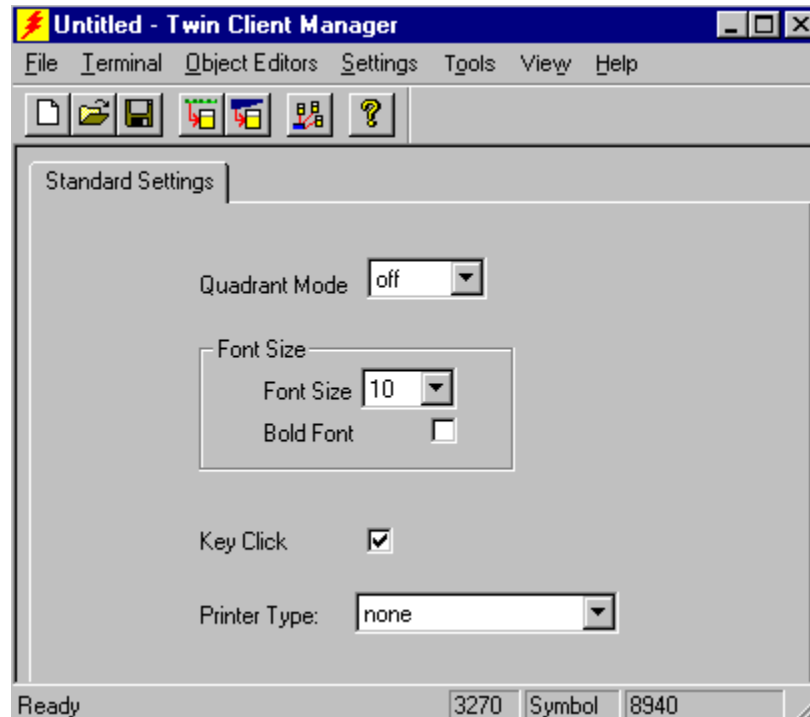 Untitled - Twin Client Manager
File Terminal Object Editors Settings Tools View Help
Standard Settings
Quadrant Mode off
Font Size
Font Size 10
Bold Font
Key Click
Printer Type: none
Ready 3270 Symbol 8940